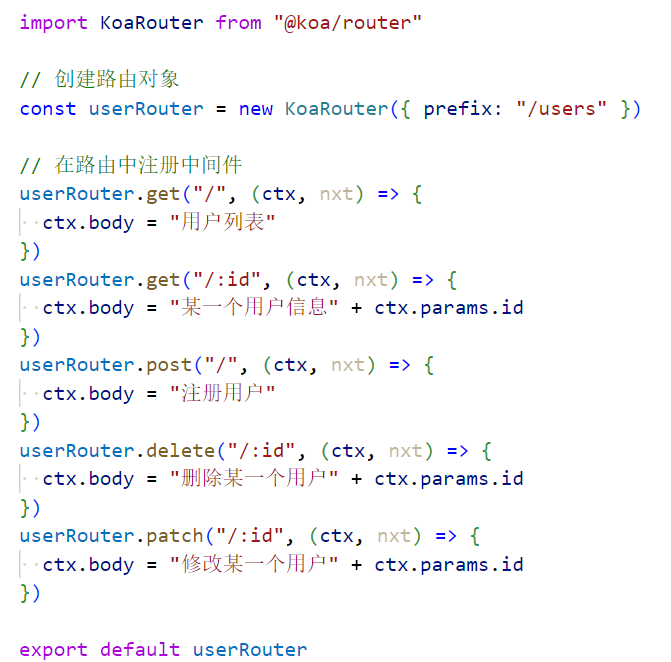 import KoaRouter from "@koa/router"
// 创建路由对象
const userRouter = new KoaRouter({ prefix: "/users" })
// 在路由中注册中间件
userRouter.get("/", (ctx, nxt) => {
ctx.body = "用户列表"
})
userRouter.get("/:id", (ctx, nxt) => {
ctx.body = "某一个用户信息" + ctx.params.id
})
userRouter.post("/", (ctx, nxt) => {
ctx.body = "注册用户"
})
userRouter.delete("/:id", (ctx, nxt) => {
ctx.body = "删除某一个用户" + ctx.params.id
})
userRouter.patch("/:id", (ctx, nxt) => {
ctx.body = "修改某一个用户" + ctx.params.id
})
export default userRouter